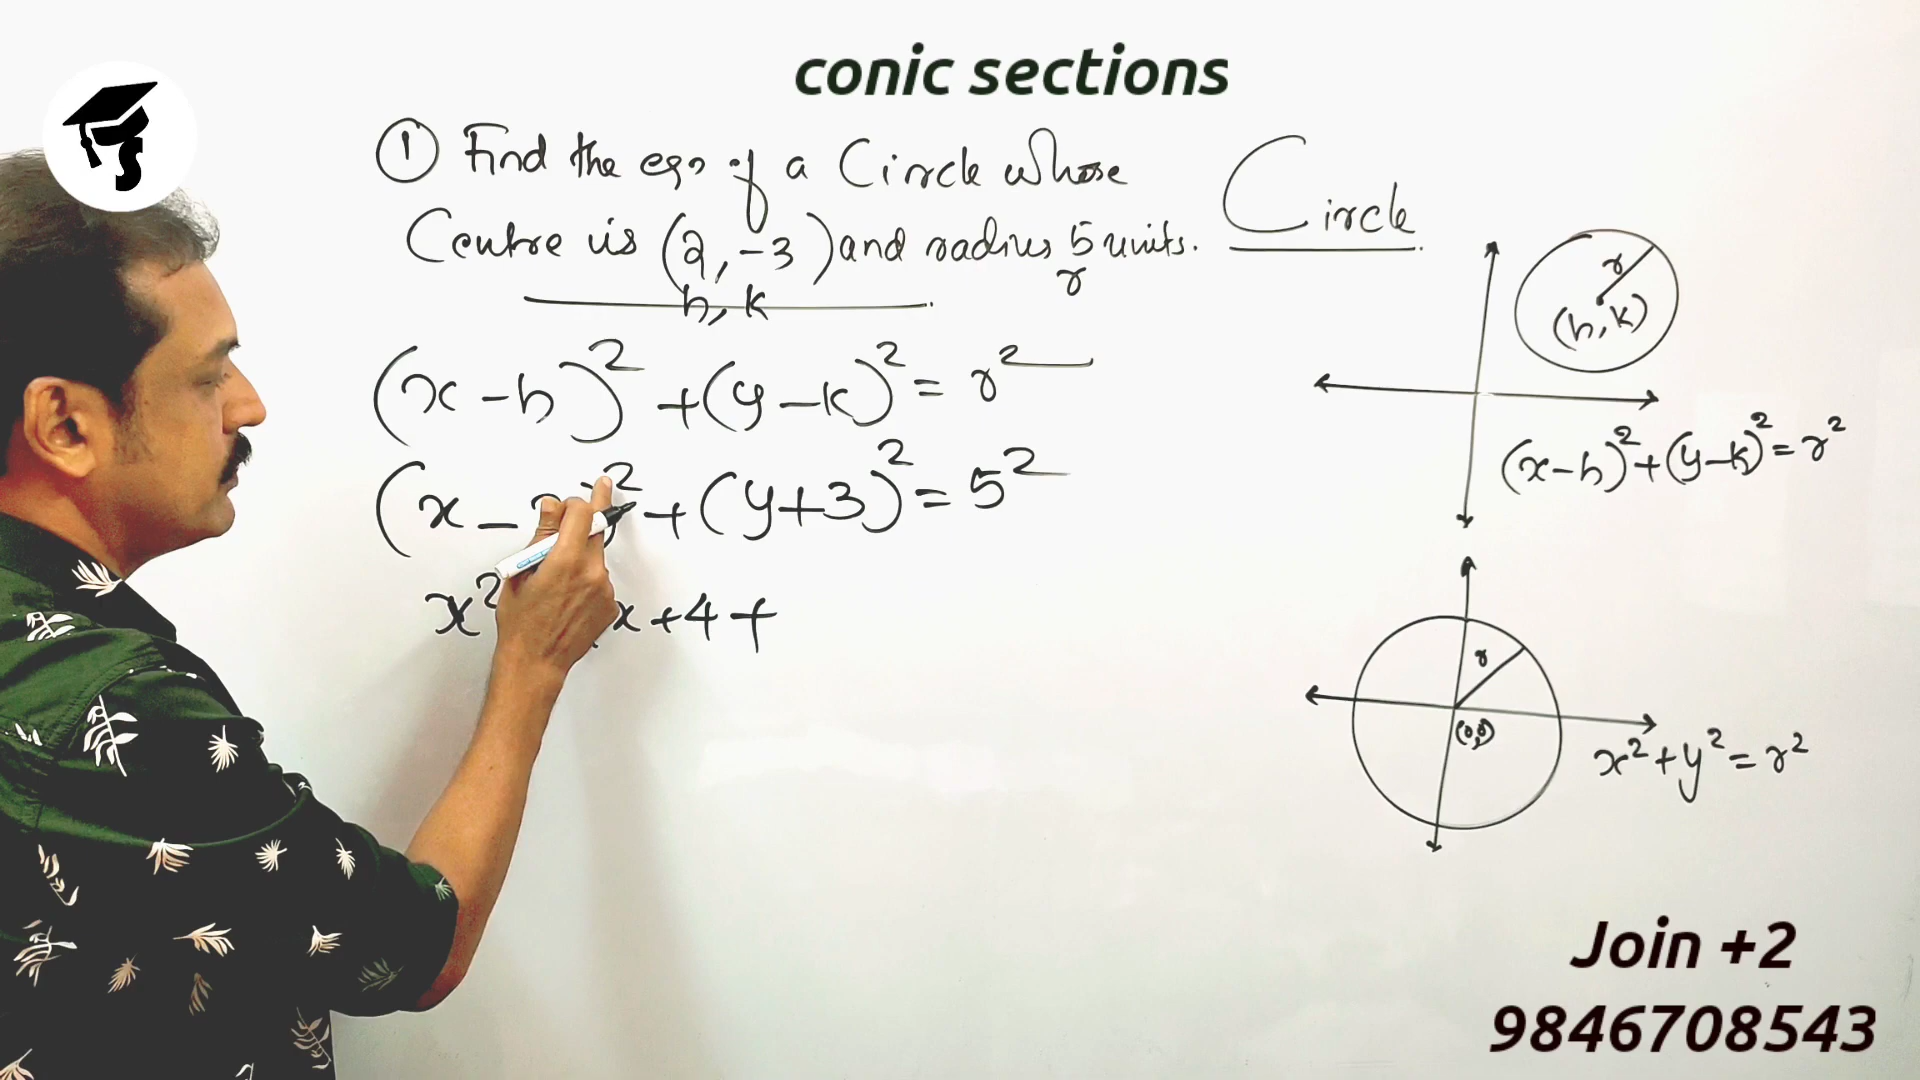 conic sections
① Find the eqn of a Circle whose
Centre is (2, -3) and radius 5 units.
h, k
r
(x - h)² + (y - k)² = r²
(x - 2)² + (y + 3)² = 5²
x² x + 4 +
Circle
r
(h, k)
(x - h)² + (y - k)² = r²
r
(0,0)
x² + y² = r²
Join +2
9846708543